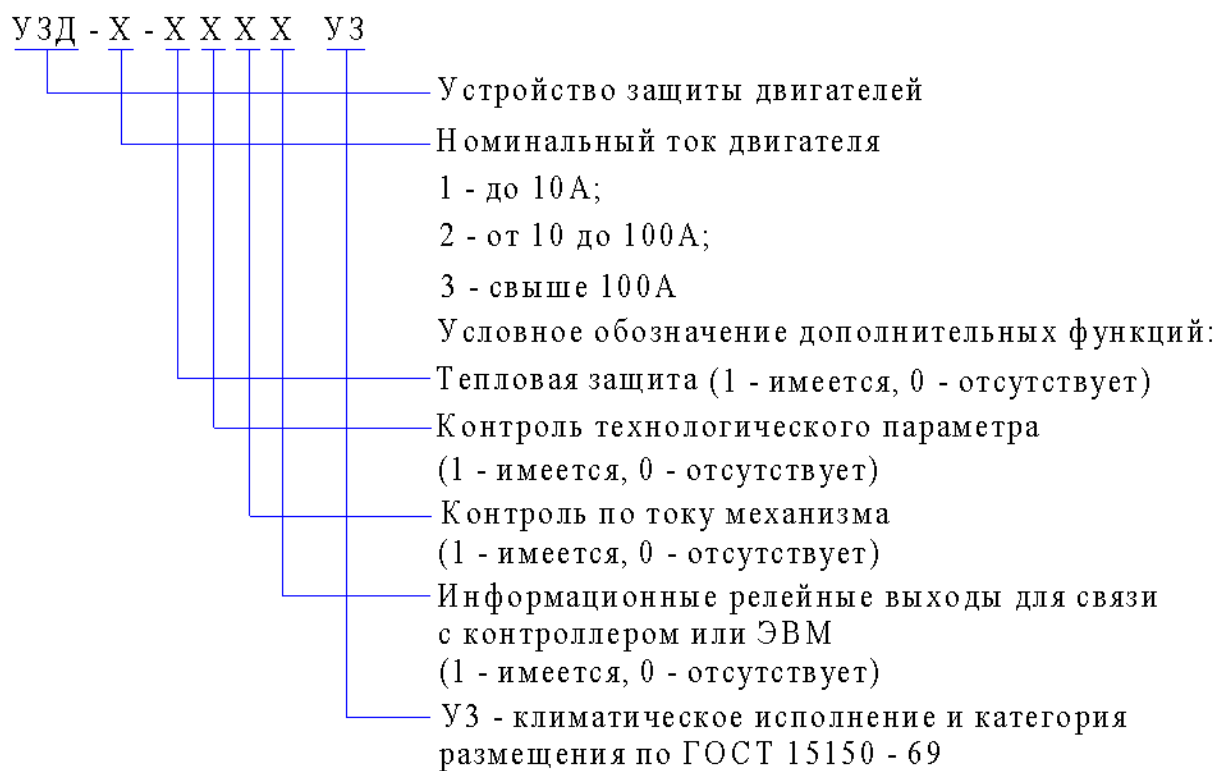 УЗД - Х - Х Х Х Х У3
Устройство защиты двигателей
Номинальный ток двигателя
1 - до 10А;
2 - от 10 до 100А;
3 - свыше 100А
Условное обозначение дополнительных функций:
Тепловая защита (1 - имеется, 0 - отсутствует)
Контроль технологического параметра
(1 - имеется, 0 - отсутствует)
Контроль по току механизма
(1 - имеется, 0 - отсутствует)
Информационные релейные выходы для связи
с контроллером или ЭВМ
(1 - имеется, 0 - отсутствует)
У3 - климатическое исполнение и категория
размещения по ГОСТ 15150 - 69